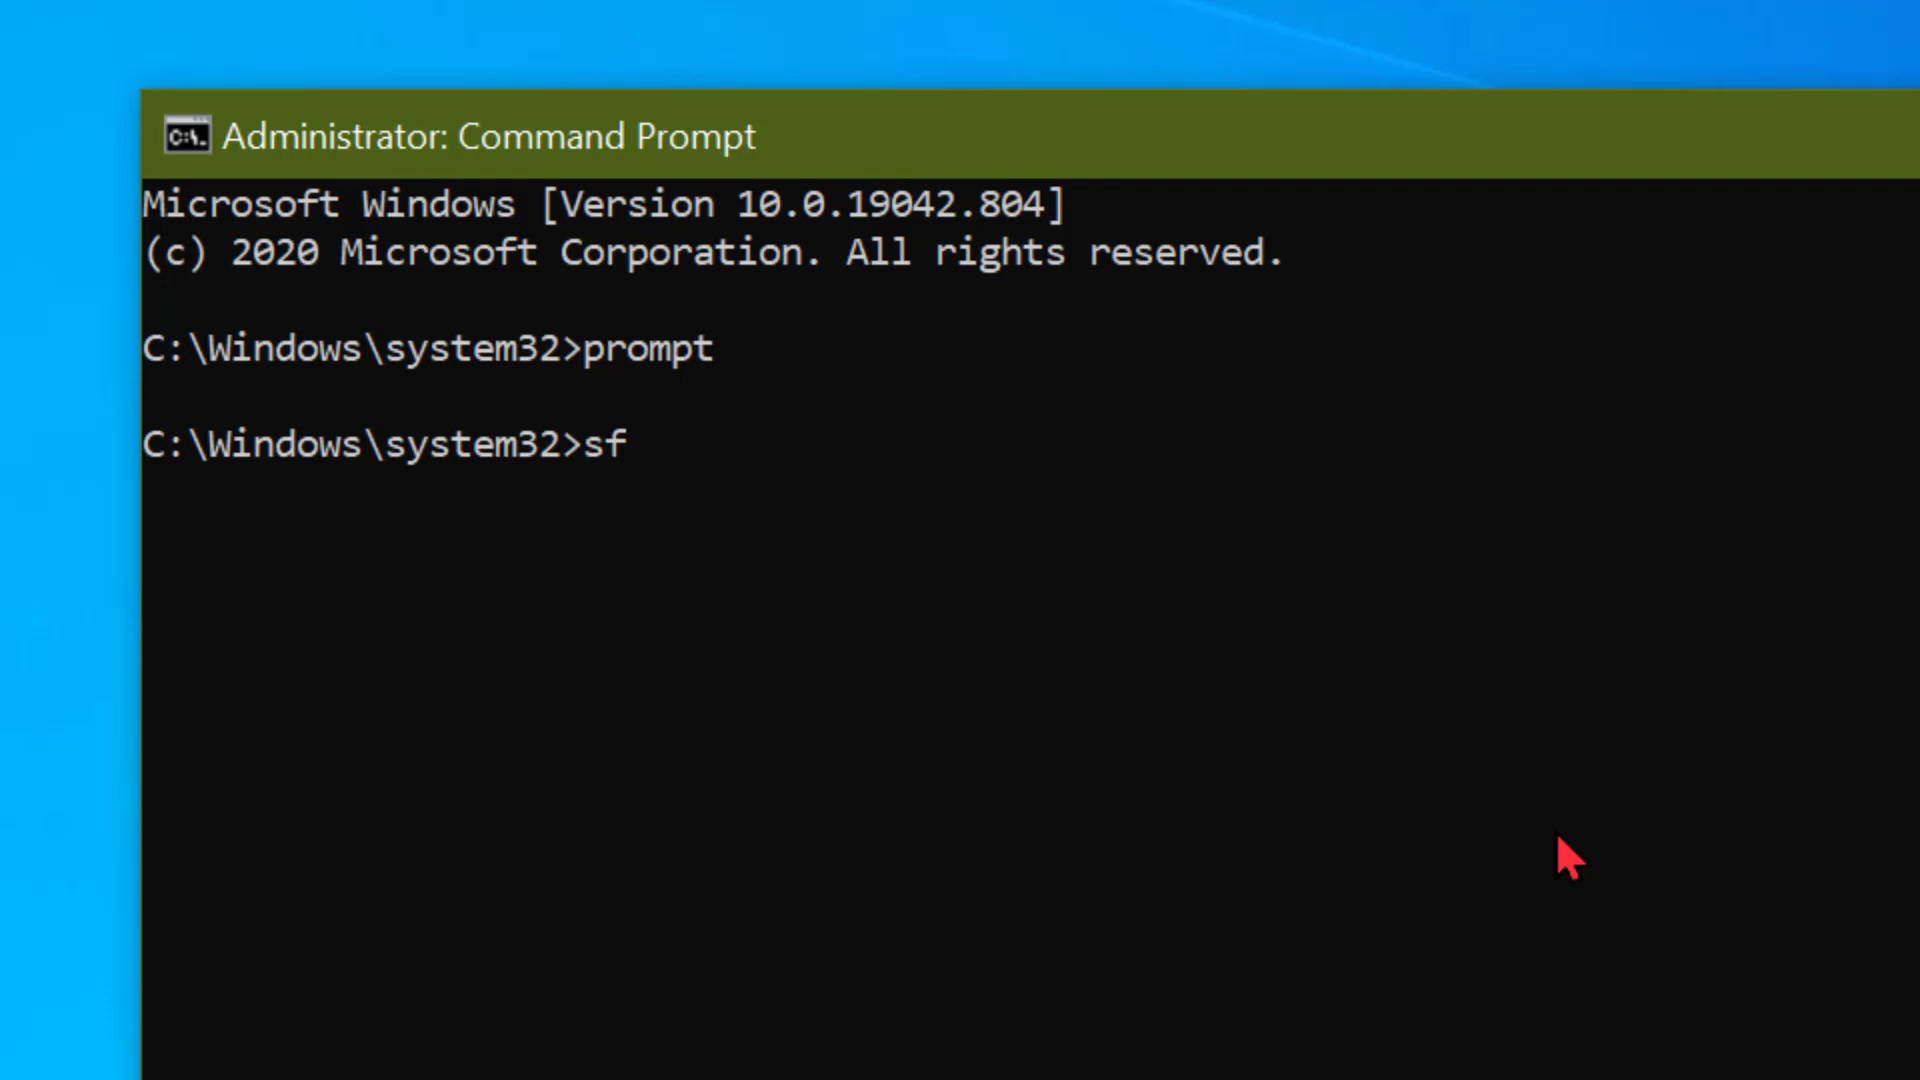 C:\.
Administrator: Command Prompt
Microsoft Windows [Version 10.0.19042.804]
(c) 2020 Microsoft Corporation. All rights reserved.
C:\Windows\system32>prompt
C:\Windows\system32>sf